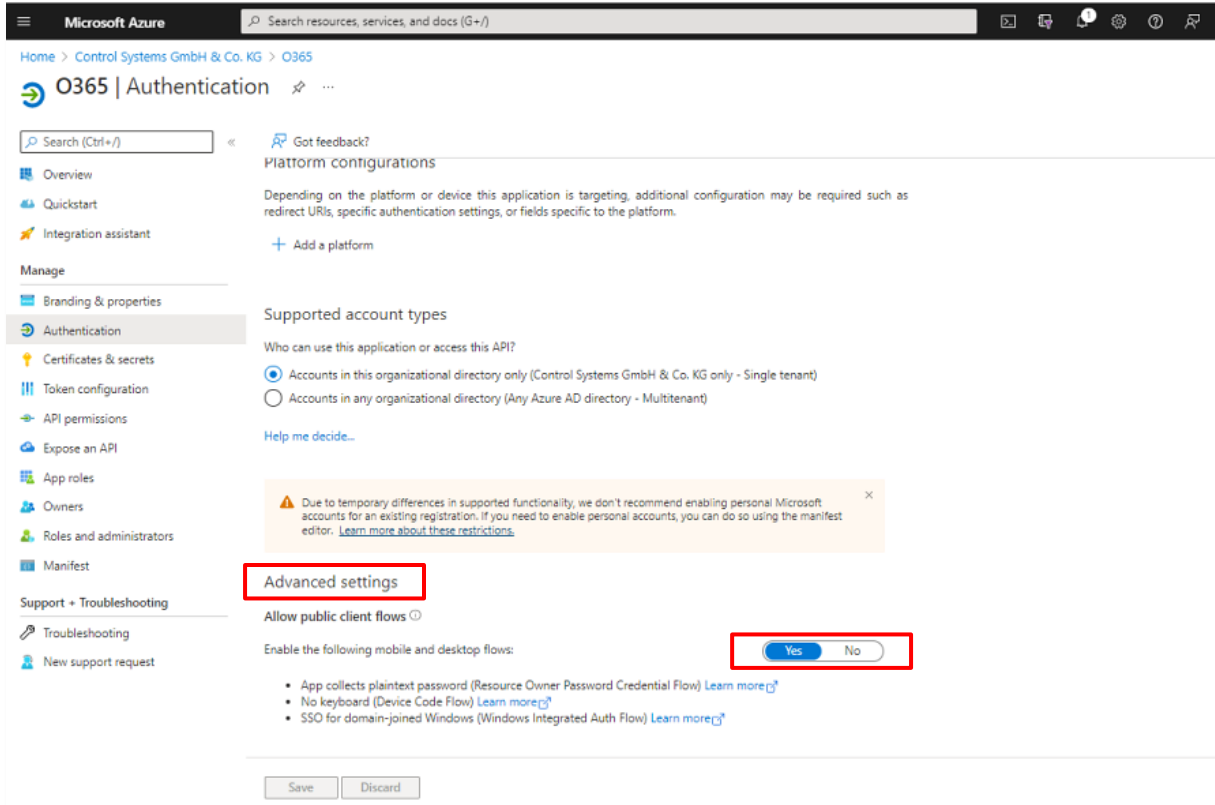 Microsoft Azure
Search resources, services, and docs (G+/)
1
Home > Control Systems GmbH & Co. KG > O365
O365 | Authentication
Search (Ctrl+/)
«
Got feedback?
Overview
Quickstart
Integration assistant
Manage
Branding & properties
Authentication
Certificates & secrets
Token configuration
API permissions
Expose an API
App roles
Owners
Roles and administrators
Manifest
Support + Troubleshooting
Troubleshooting
New support request
Platform configurations
Depending on the platform or device this application is targeting, additional configuration may be required such as
redirect URIs, specific authentication settings, or fields specific to the platform.
+ Add a platform
Supported account types
Who can use this application or access this API?
Accounts in this organizational directory only (Control Systems GmbH & Co. KG only - Single tenant)
Accounts in any organizational directory (Any Azure AD directory - Multitenant)
Help me decide...
Due to temporary differences in supported functionality, we don't recommend enabling personal Microsoft
accounts for an existing registration. If you need to enable personal accounts, you can do so using the manifest
editor. Learn more about these restrictions.
Advanced settings
Allow public client flows
Enable the following mobile and desktop flows:
Yes No
• App collects plaintext password (Resource Owner Password Credential Flow) Learn more
• No keyboard (Device Code Flow) Learn more
• SSO for domain-joined Windows (Windows Integrated Auth Flow) Learn more
Save Discard